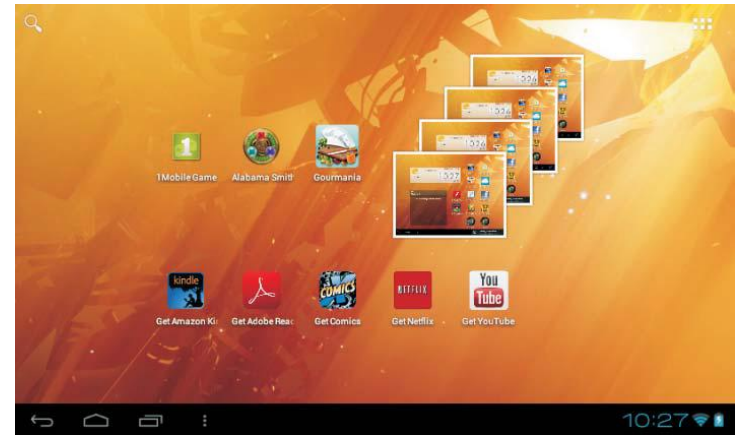 1
1Mobile Game
Alabama Smith
Gourmania
kindle
COMICS
NETFLIX
You
Tube
Get Amazon Ki
Get Adobe Reac
Get Comics
Get Netflix
Get YouTube
10:27